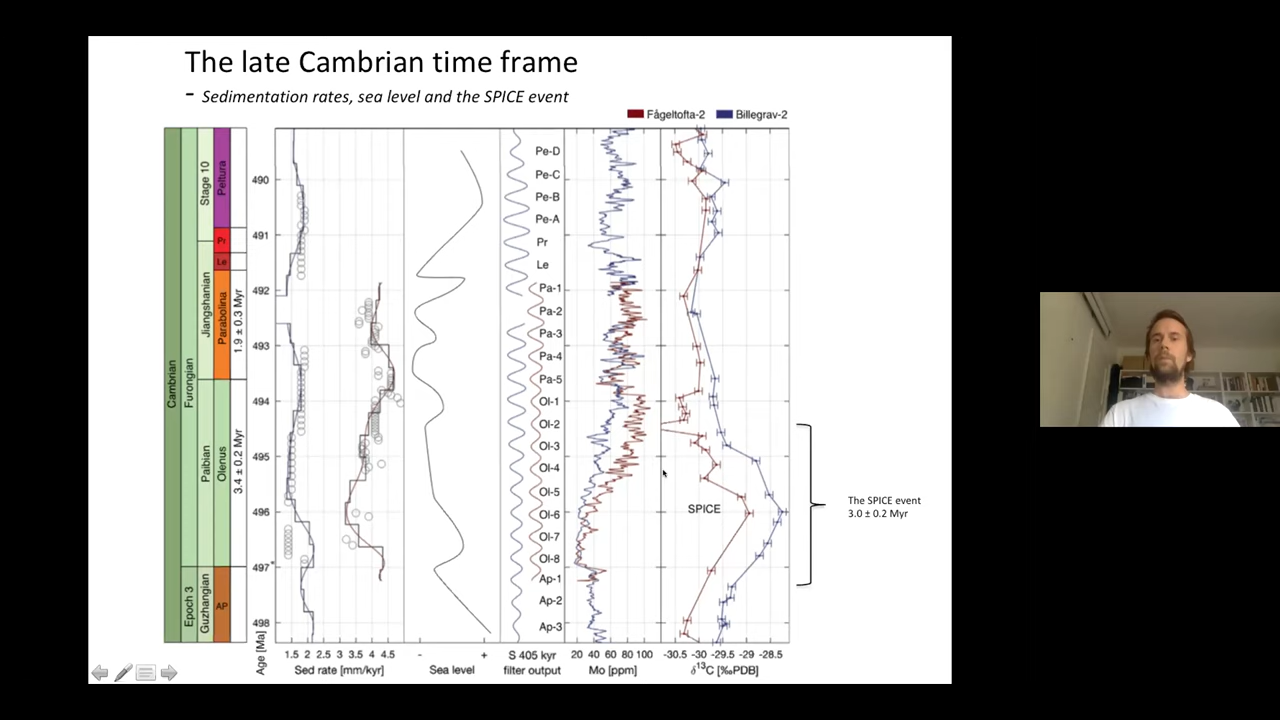 The late Cambrian time frame
- Sedimentation rates, sea level and the SPICE event
Fågeltofta-2 Billegrav-2
Cambrian
Epoch 3 Furongian
Guzhangian Paibian Jiangshanian Stage 10
AP Olenus Parabolina Le Pr Peltura
3.4 ± 0.2 Myr 1.9 ± 0.3 Myr
Age [Ma]
490
491
492
493
494
495
496
497*
498
Pe-D
Pe-C
Pe-B
Pe-A
Pr
Le
Pa-1
Pa-2
Pa-3
Pa-4
Pa-5
Ol-1
Ol-2
Ol-3
Ol-4
Ol-5
Ol-6
Ol-7
Ol-8
Ap-1
Ap-2
Ap-3
SPICE
The SPICE event
3.0 ± 0.2 Myr
1.5 2 2.5 3 3.5 4 4.5
Sed rate [mm/kyr]
- +
Sea level
S 405 kyr
filter output
20 40 60 80 100
Mo [ppm]
-30.5 -30 -29.5 -29 -28.5
δ¹³C [‰PDB]